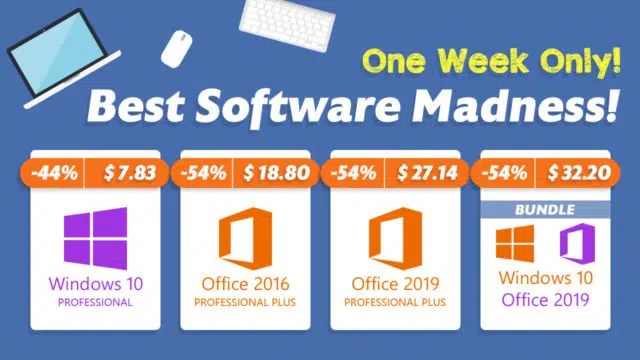 One Week Only!
Best Software Madness!
-44% $7.83
Windows 10
PROFESSIONAL
-54% $18.80
Office 2016
PROFESSIONAL PLUS
-54% $27.14
Office 2019
PROFESSIONAL PLUS
-54% $32.20
BUNDLE
Windows 10
Office 2019